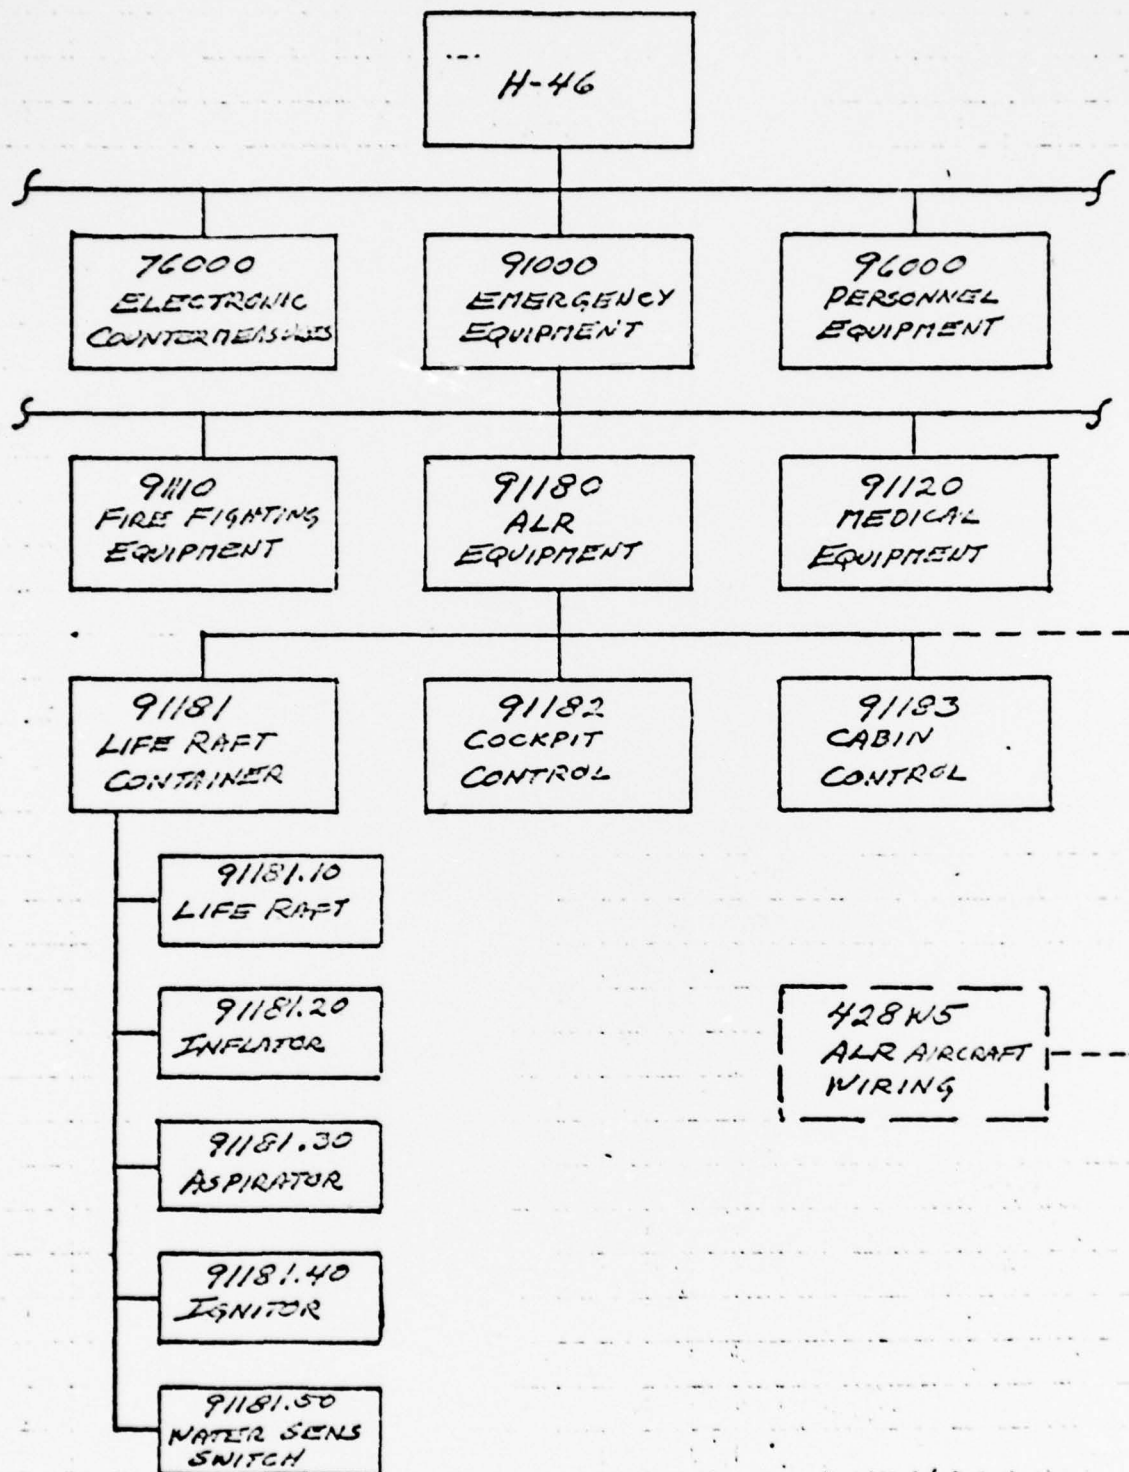 H-46
76000
ELECTRONIC
COUNTERMEASURES
91000
EMERGENCY
EQUIPMENT
96000
PERSONNEL
EQUIPMENT
91110
FIRE FIGHTING
EQUIPMENT
91180
ALR
EQUIPMENT
91120
MEDICAL
EQUIPMENT
91181
LIFE RAFT
CONTAINER
91182
COCKPIT
CONTROL
91183
CABIN
CONTROL
91181.10
LIFE RAFT
91181.20
INFLATOR
428W5
ALR AIRCRAFT
WIRING
91181.30
ASPIRATOR
91181.40
IGNITOR
91181.50
WATER SENS
SWITCH